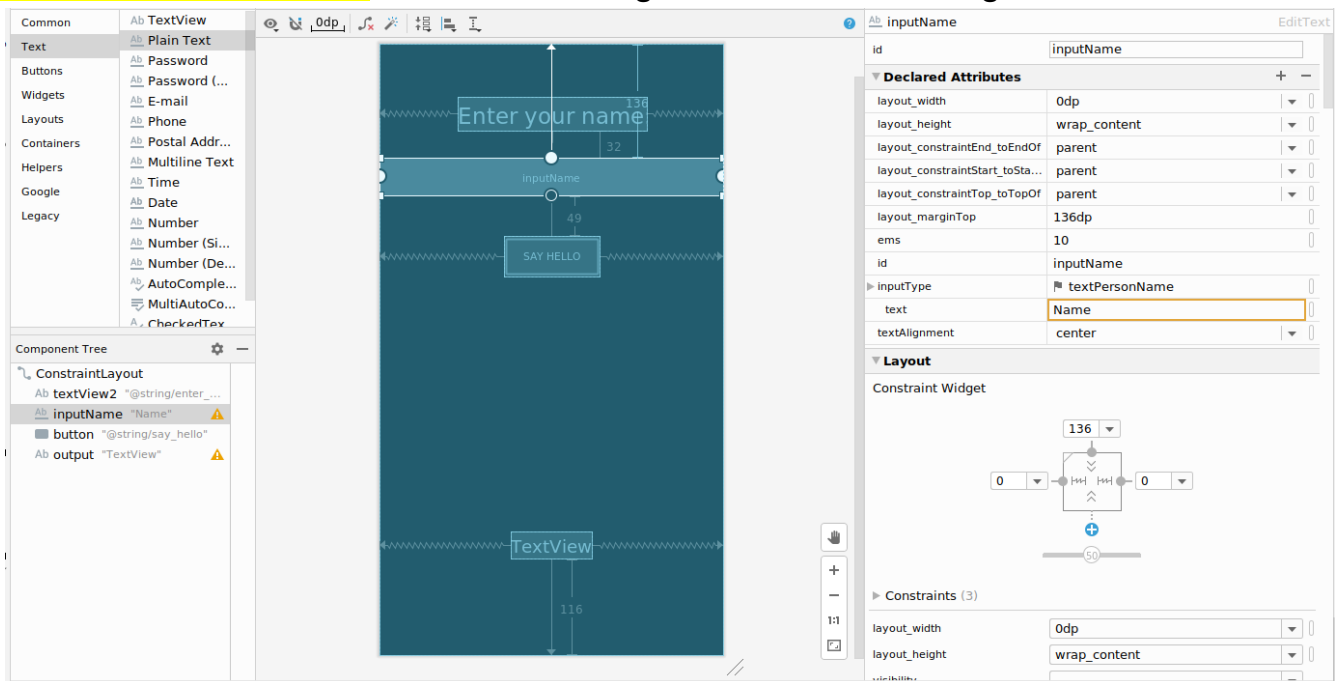 Common
Text
Buttons
Widgets
Layouts
Containers
Helpers
Google
Legacy
Ab TextView
Ab Plain Text
Ab Password
Ab Password (...
Ab E-mail
Ab Phone
Ab Postal Addr...
Ab Multiline Text
Ab Time
Ab Date
Ab Number
Ab Number (Si...
Ab Number (De...
Ab AutoComple...
MultiAutoCo...
CheckedTex
Component Tree
ConstraintLayout
Ab textView2 "@string/enter_...
Ab inputName "Name"
button "@string/say_hello"
Ab output "TextView"
0dp
?
136
Enter your name
32
inputName
49
SAY HELLO
TextView
116
+
−
1:1
Ab inputName EditText
id inputName
Declared Attributes + −
layout_width 0dp
layout_height wrap_content
layout_constraintEnd_toEndOf parent
layout_constraintStart_toSta... parent
layout_constraintTop_toTopOf parent
layout_marginTop 136dp
ems 10
id inputName
inputType textPersonName
text Name
textAlignment center
Layout
Constraint Widget
136
0 0
50
Constraints (3)
layout_width 0dp
layout_height wrap_content